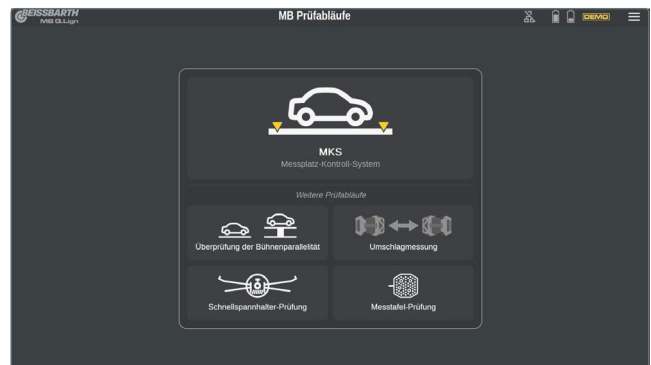 BEISSBARTH
MB Q.Lign
MB Prüfabläufe
DEMO
MKS
Messplatz-Kontroll-System
Weitere Prüfabläufe
Überprüfung der Bühnenparallelität
Umschlagmessung
Schnellspannhalter-Prüfung
Messtafel-Prüfung